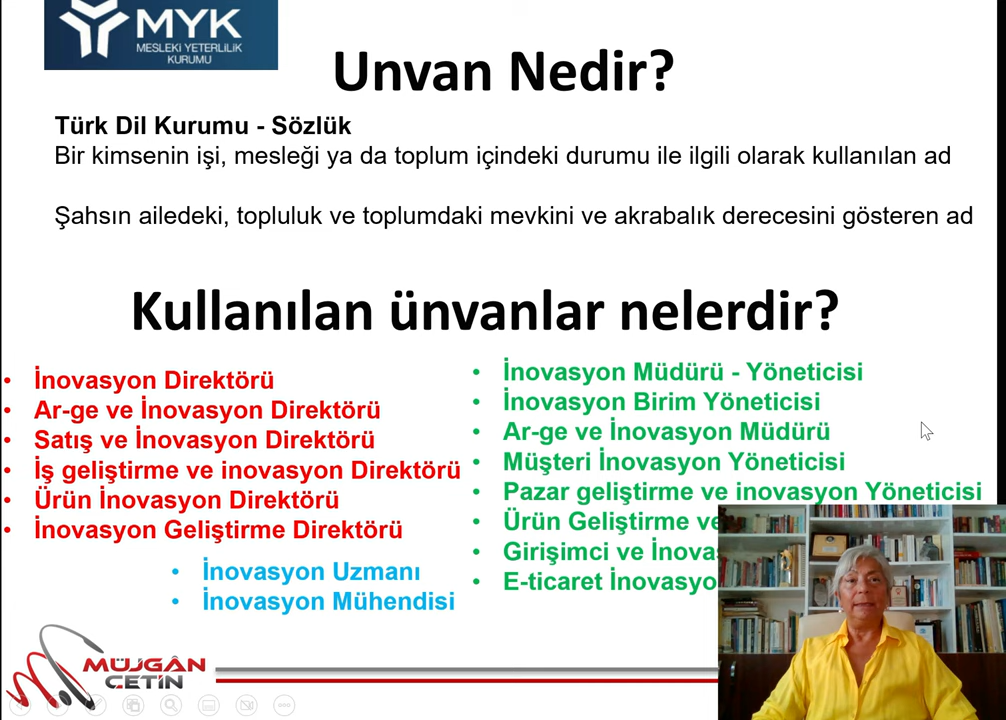 MYK
MESLEKİ YETERLİLİK
KURUMU
Unvan Nedir?
Türk Dil Kurumu - Sözlük
Bir kimsenin işi, mesleği ya da toplum içindeki durumu ile ilgili olarak kullanılan ad
Şahsın ailedeki, topluluk ve toplumdaki mevkini ve akrabalık derecesini gösteren ad
Kullanılan ünvanlar nelerdir?
• İnovasyon Direktörü
• Ar-ge ve İnovasyon Direktörü
• Satış ve İnovasyon Direktörü
• İş geliştirme ve inovasyon Direktörü
• Ürün İnovasyon Direktörü
• İnovasyon Geliştirme Direktörü
• İnovasyon Müdürü - Yöneticisi
• İnovasyon Birim Yöneticisi
• Ar-ge ve İnovasyon Müdürü
• Müşteri İnovasyon Yöneticisi
• Pazar geliştirme ve inovasyon Yöneticisi
• Ürün Geliştirme ve
• Girişimci ve İnova
• E-ticaret İnovasyo
• İnovasyon Uzmanı
• İnovasyon Mühendisi
MÜJGÂN
ÇETİN